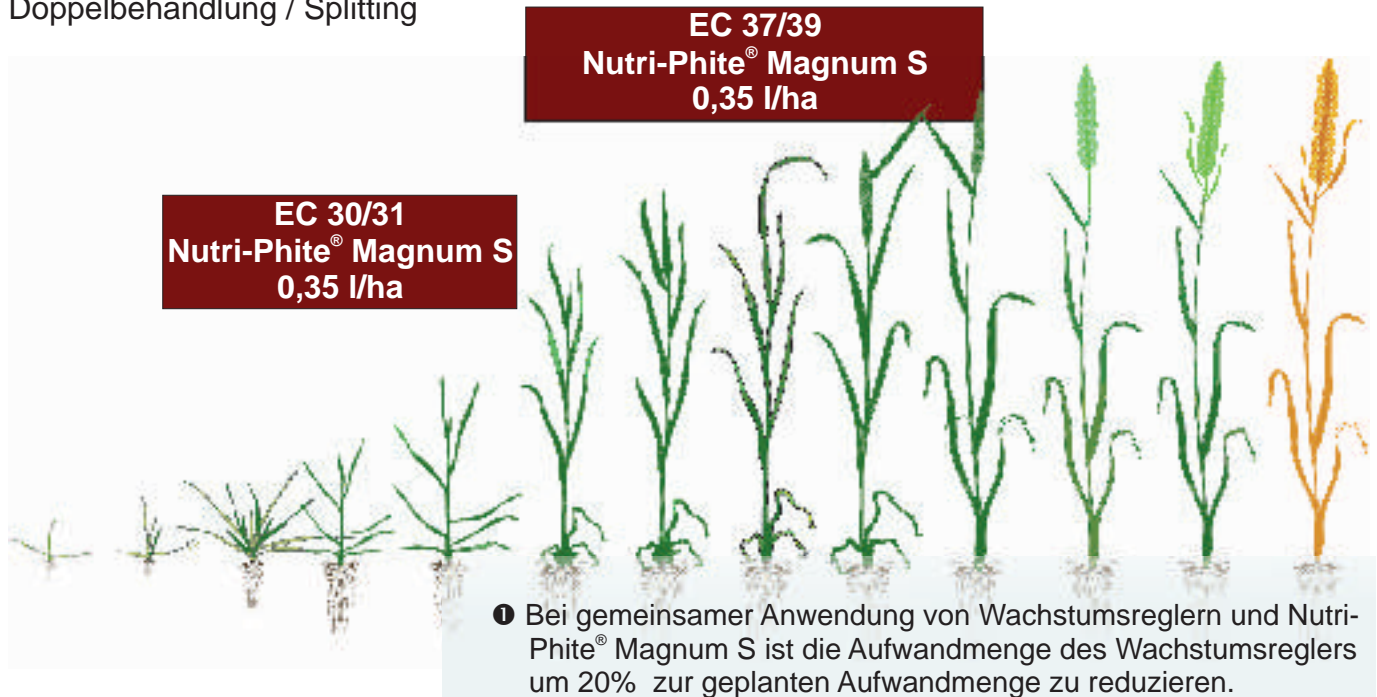 Doppelbehandlung / Splitting
EC 37/39
Nutri-Phite® Magnum S
0,35 l/ha
EC 30/31
Nutri-Phite® Magnum S
0,35 l/ha
❶ Bei gemeinsamer Anwendung von Wachstumsreglern und Nutri-
Phite® Magnum S ist die Aufwandmenge des Wachstumsreglers
um 20% zur geplanten Aufwandmenge zu reduzieren.